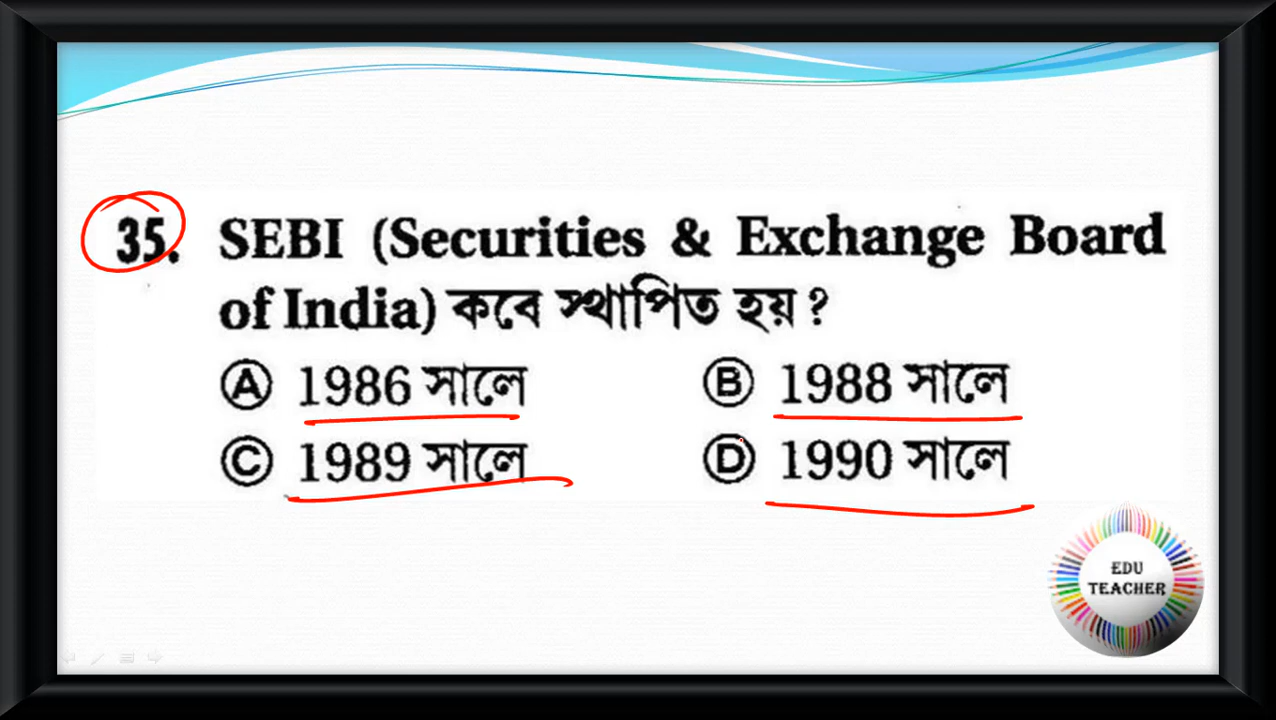 35. SEBI (Securities & Exchange Board
of India) কবে স্থাপিত হয় ?
Ⓐ 1986 সালে Ⓑ 1988 সালে
Ⓒ 1989 সালে Ⓓ 1990 সালে
EDU
TEACHER